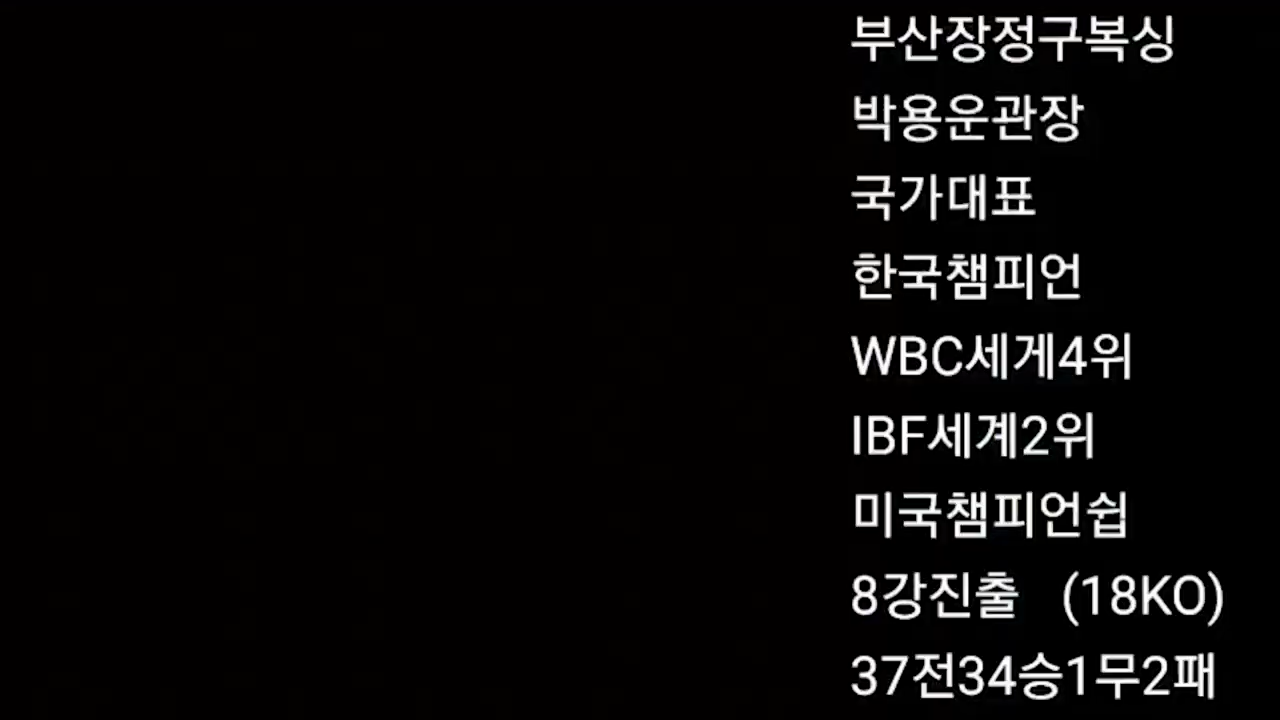 부산장정구복싱
박용운관장
국가대표
한국챔피언
WBC세게4위
IBF세계2위
미국챔피언쉽
8강진출 (18KO)
37전34승1무2패